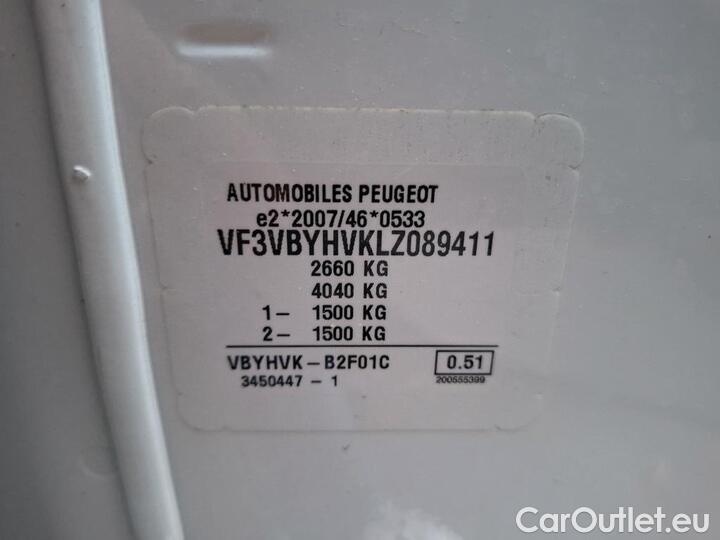 AUTOMOBILES PEUGEOT
e2*2007/46*0533
VF3VBYHVKLZ089411
2660 KG
4040 KG
1- 1500 KG
2- 1500 KG
VBYHVK-B2F01C 0.51
3450447-1 200555399
CarOutlet.eu